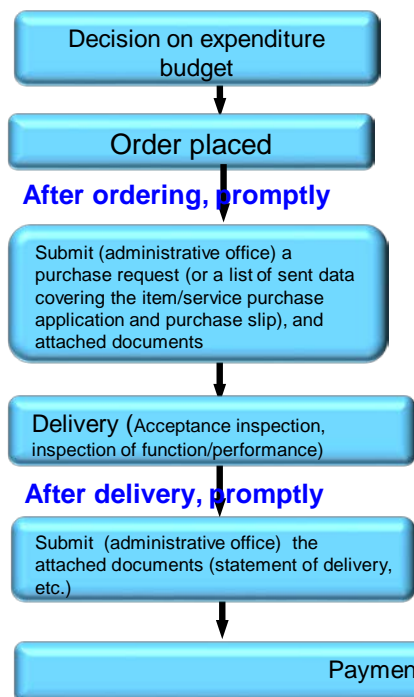 Decision on expenditure
budget
Order placed
After ordering, promptly
Submit (administrative office) a
purchase request (or a list of sent data
covering the item/service purchase
application and purchase slip), and
attached documents
Delivery (Acceptance inspection,
inspection of function/performance)
After delivery, promptly
Submit (administrative office) the
attached documents (statement of delivery,
etc.)
Paymen